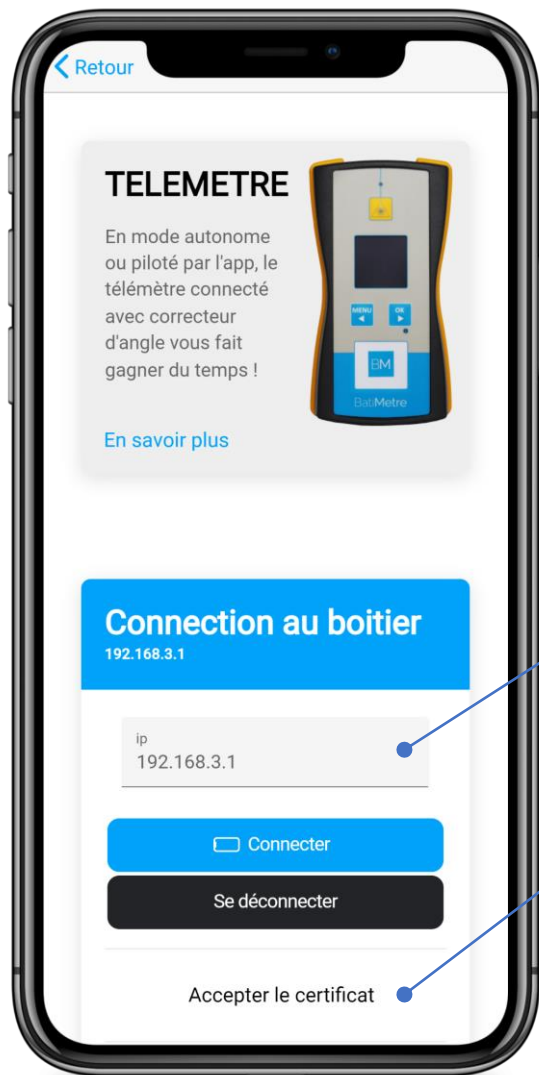 Retour
TELEMETRE
En mode autonome
ou piloté par l'app, le
télémètre connecté
avec correcteur
d'angle vous fait
gagner du temps !
MENU
OK
BM
BatiMetre
En savoir plus
Connection au boitier
192.168.3.1
ip
192.168.3.1
Connecter
Se déconnecter
Accepter le certificat